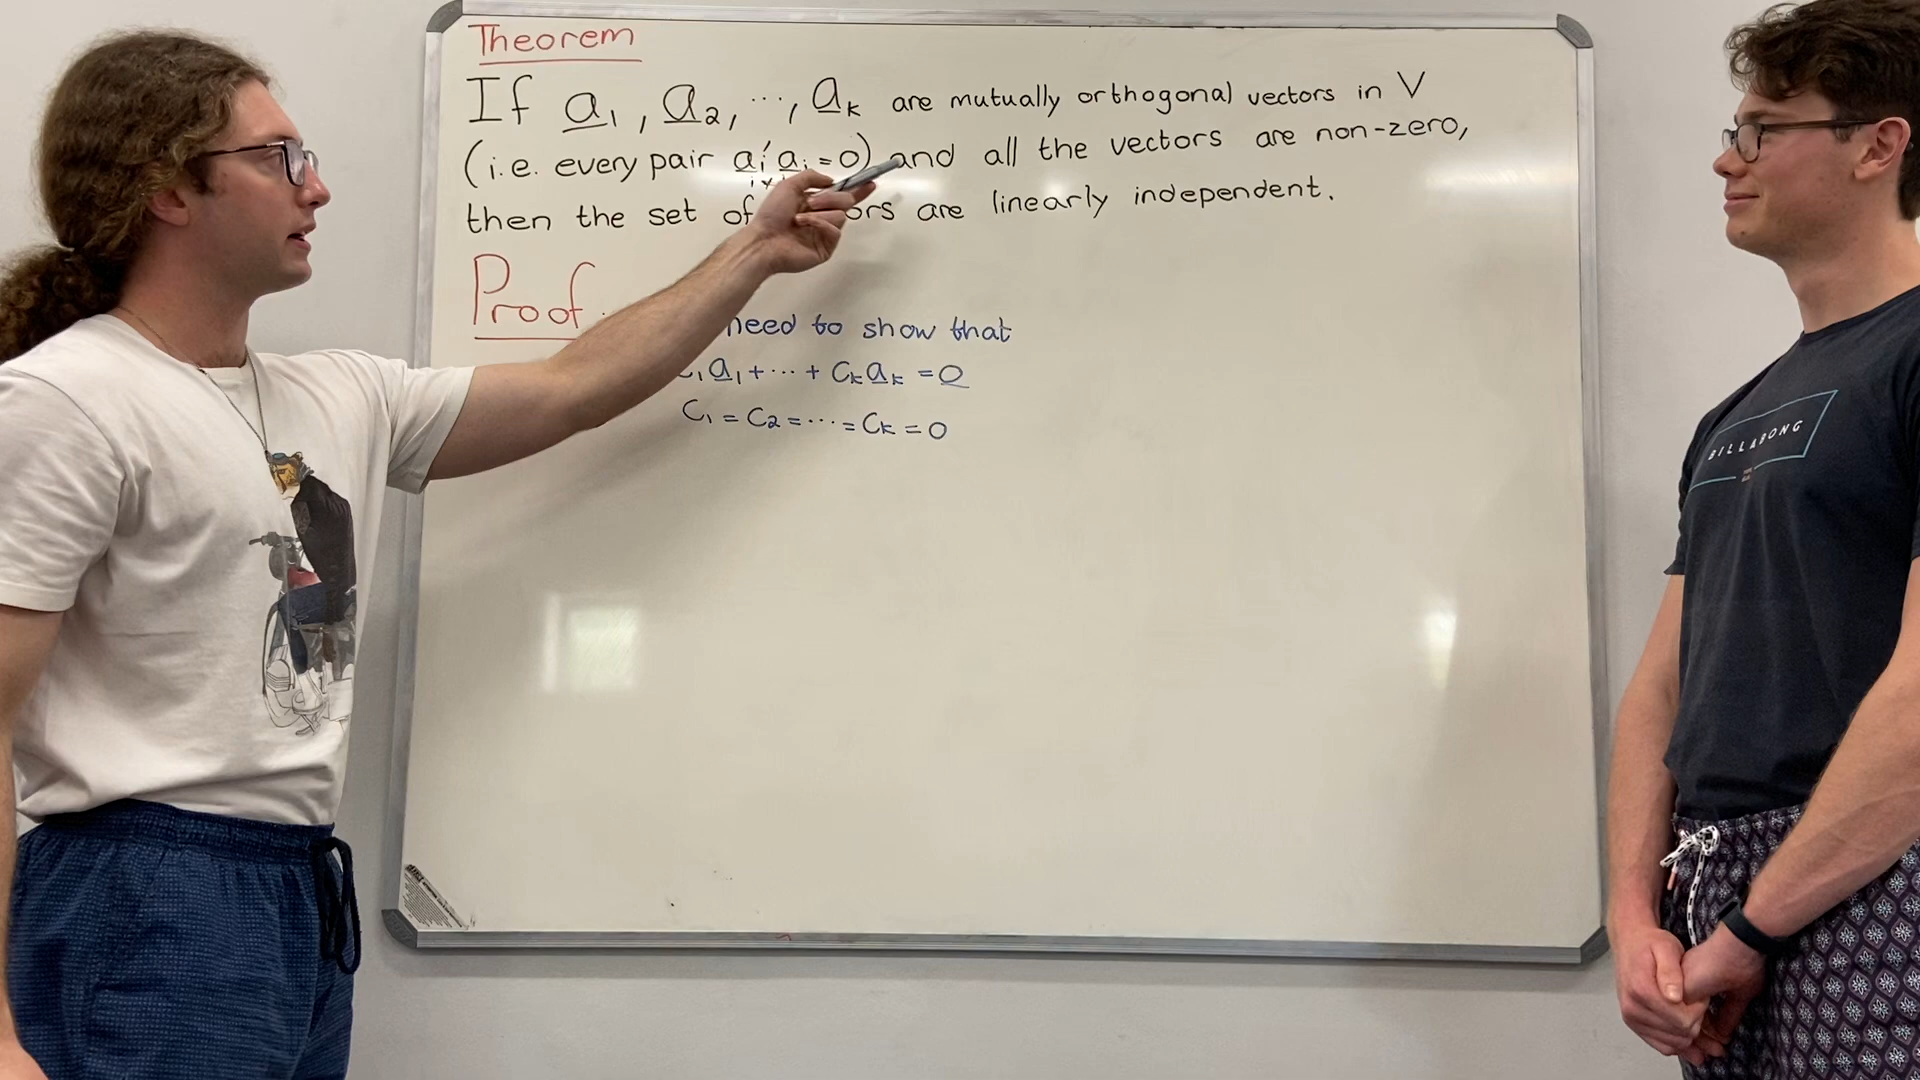 Theorem
If a₁, a₂, ..., aₖ are mutually orthogonal vectors in V
(i.e. every pair aᵢ′ aⱼ = 0) and all the vectors are non-zero,
then the set of ors are linearly independent.
Proof.
need to show that
c₁a₁ + ... + cₖaₖ = 0
c₁ = c₂ = ... = cₖ = 0
BILLABONG